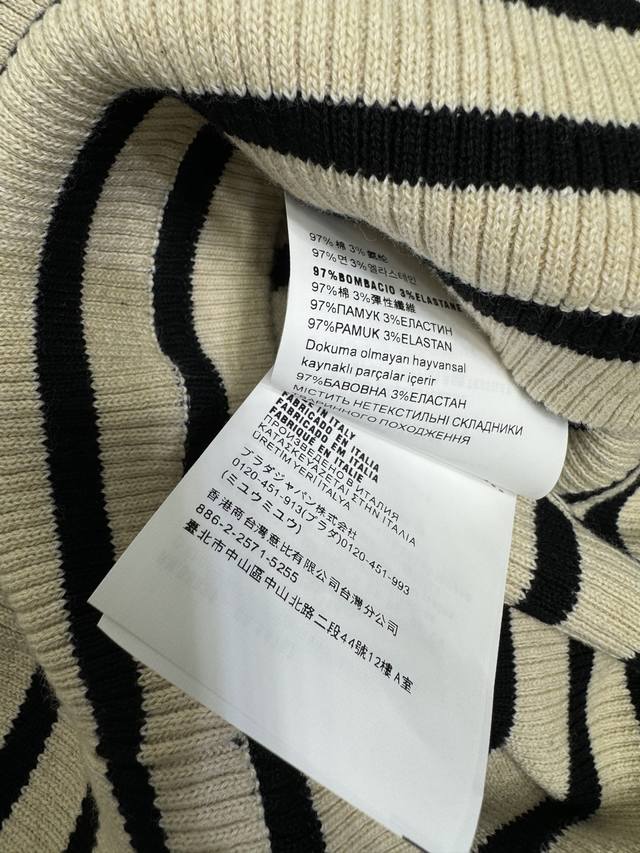 97% 棉 3% 氨纶
97% 면 3% 엘라스테인
97%BOMBACIO 3%ELASTANE
97%棉 3%彈性纖維
97%ПАМУК 3%ЕЛАСТИН
97%PAMUK 3%ELASTAN
Dokuma olmayan hayvansal
kaynaklı parçalar içerir
97%БАВОВНА 3%ЕЛАСТАН
МІСТИТЬ НЕТЕКСТИЛЬНІ СКЛАДНИКИ
ТВАРИННОГО ПОХОДЖЕННЯ
FABR IN ITALY
FABRICADO EN ITALIA
FABRICADO EM ITALIA
FABRIQUÉ EN ITALIE
ПРОИЗВЕДЕНО В ИТАЛИЯ
ΚΑΤΑΣΚΕΥΑΖΕΤΑΙ ΣΤΗΝ ΙΤΑΛΙΑ
ÜRETİM YERİ İTALYA
プラダジャパン株式会社
0120-451-913(プラダ)0120-451-993
(ミュウミュウ)
香港商台灣意比有限公司台灣分公司
886-2-2571-5255
臺北市中山區中山北路二段44號12樓A室